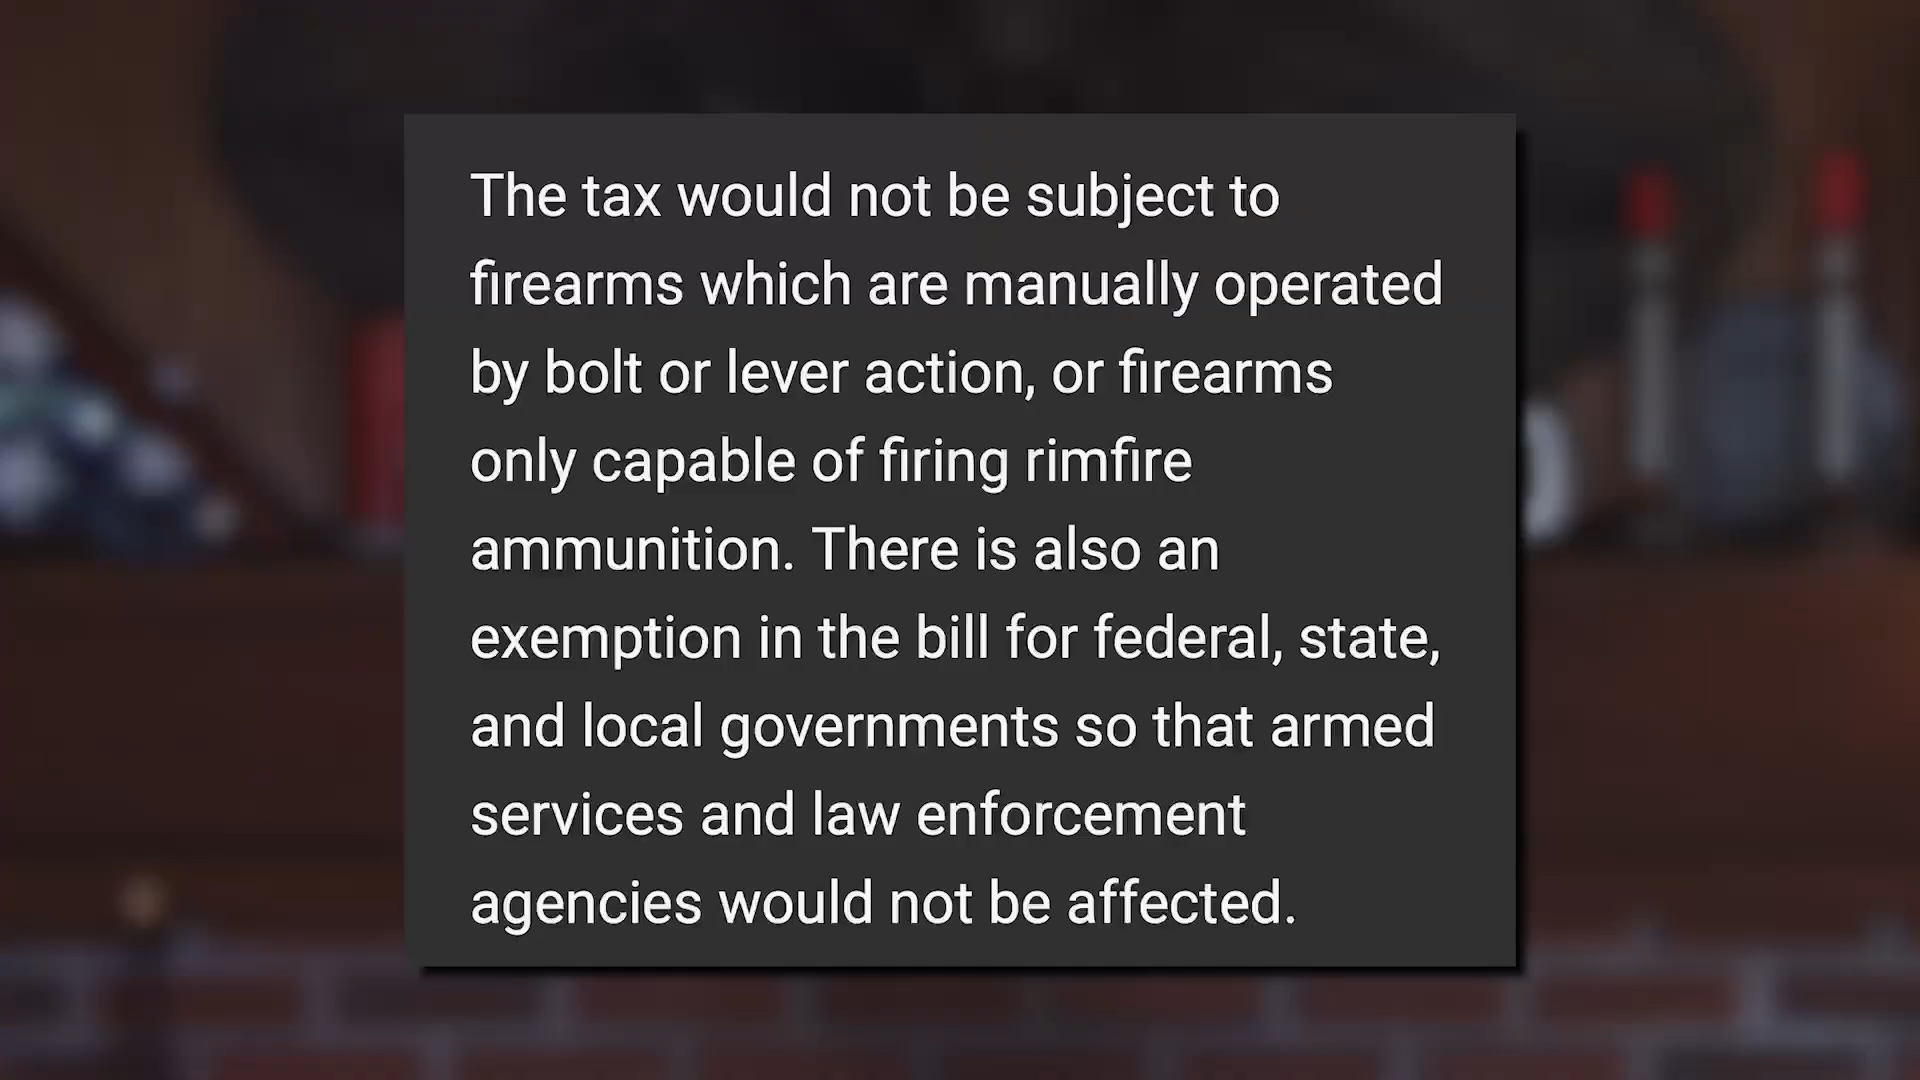 The tax would not be subject to
firearms which are manually operated
by bolt or lever action, or firearms
only capable of firing rimfire
ammunition. There is also an
exemption in the bill for federal, state,
and local governments so that armed
services and law enforcement
agencies would not be affected.